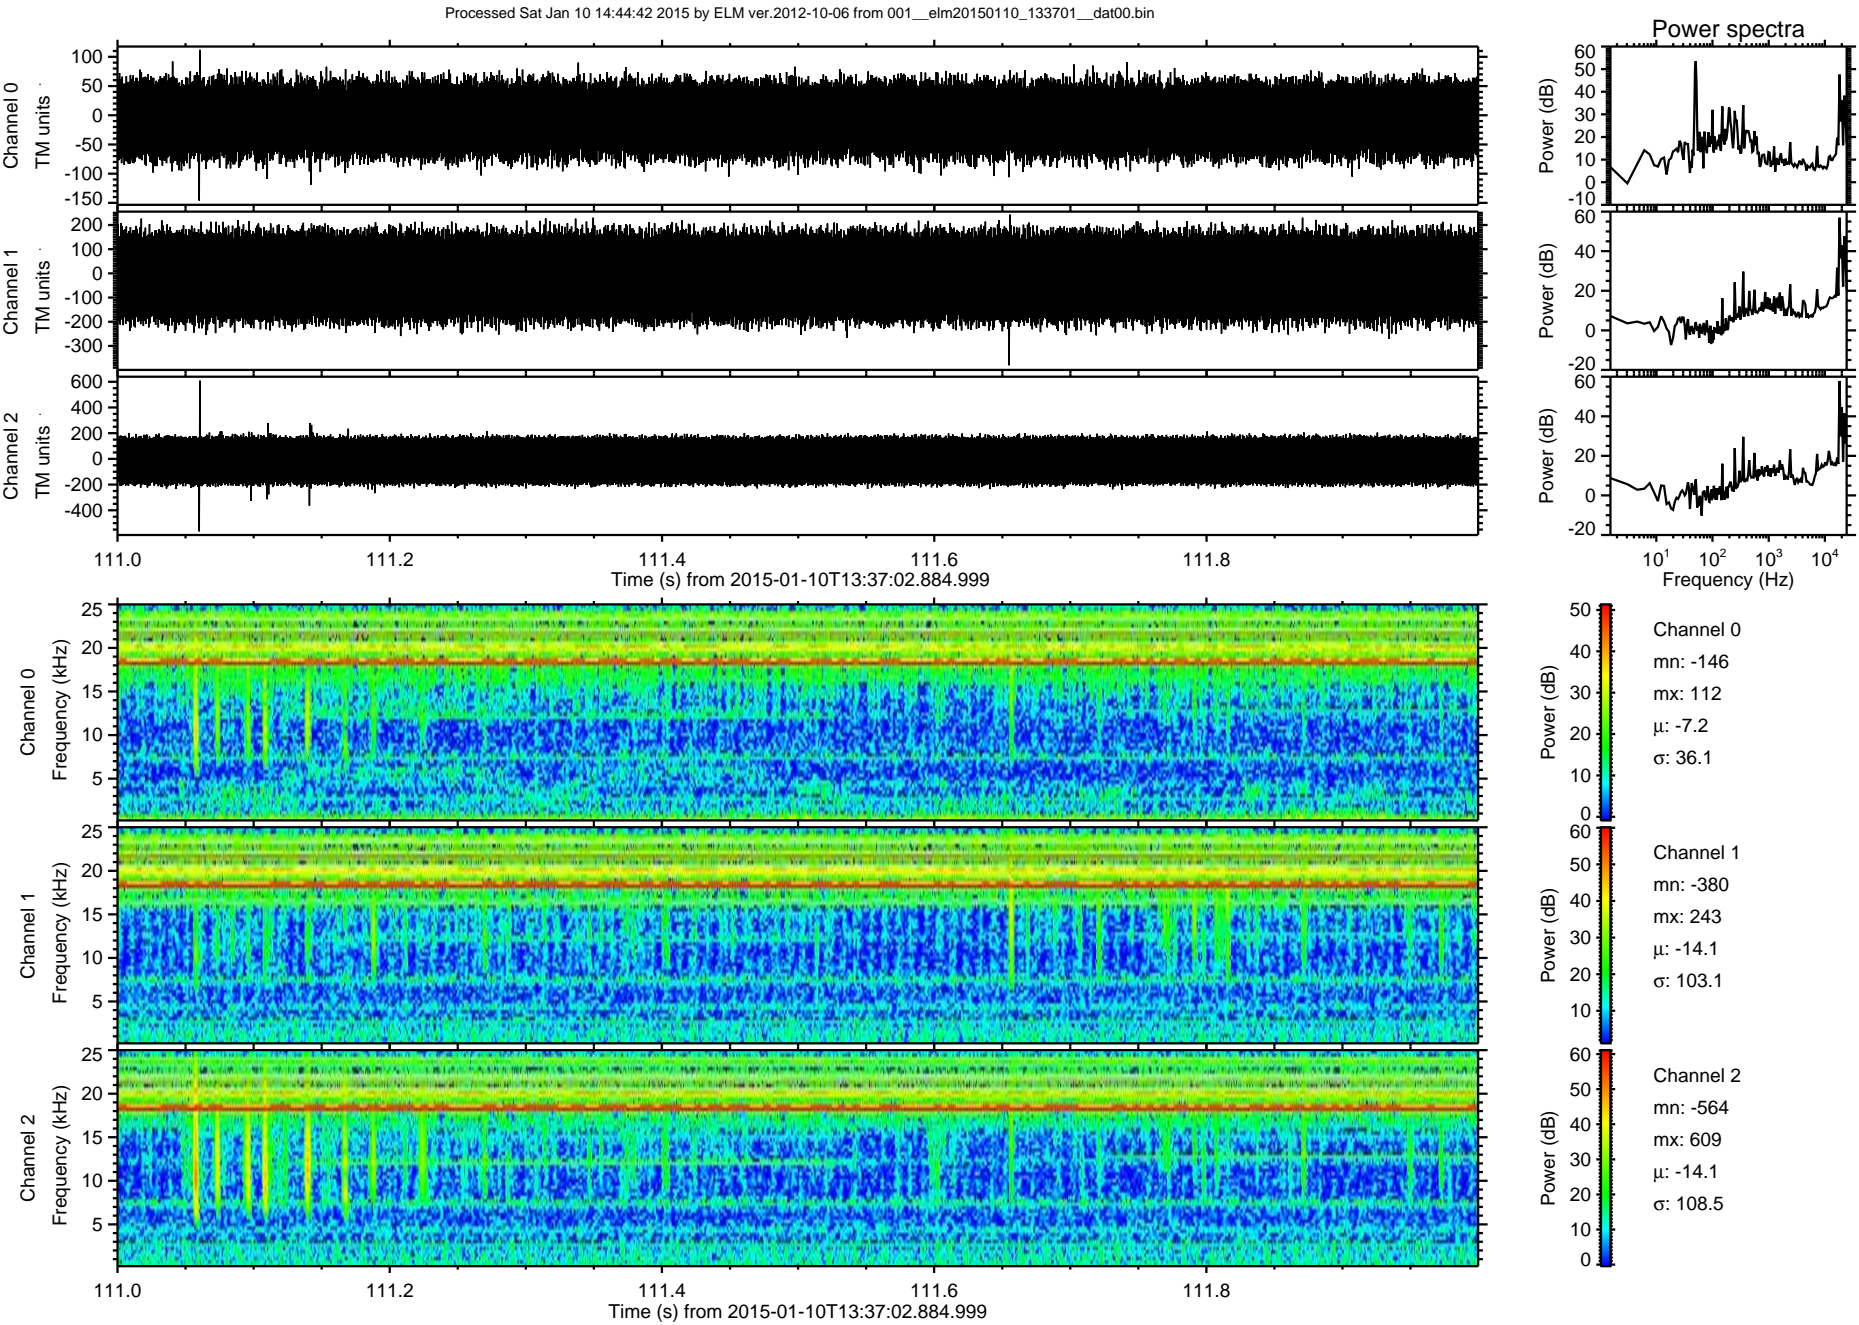 Processed Sat Jan 10 14:44:42 2015 by ELM ver.2012-10-06 from 001__elm20150110_133701__dat00.bin
Power spectra
Channel 0
TM units
100
50
0
-50
-100
-150
Power (dB)
60
50
40
30
20
10
0
-10
Channel 1
TM units
200
100
0
-100
-200
-300
Power (dB)
60
40
20
0
-20
Channel 2
TM units
600
400
200
0
-200
-400
Power (dB)
60
40
20
0
-20
111.0 111.2 111.4 111.6 111.8
Time (s) from 2015-01-10T13:37:02.884.999
10^1 10^2 10^3 10^4
Frequency (Hz)
Channel 0
Frequency (kHz)
25
20
15
10
5
Power (dB)
50
40
30
20
10
0
Channel 0
mn: -146
mx: 112
μ: -7.2
σ: 36.1
Channel 1
Frequency (kHz)
25
20
15
10
5
Power (dB)
60
50
40
30
20
10
Channel 1
mn: -380
mx: 243
μ: -14.1
σ: 103.1
Channel 2
Frequency (kHz)
25
20
15
10
5
Power (dB)
60
50
40
30
20
10
0
Channel 2
mn: -564
mx: 609
μ: -14.1
σ: 108.5
111.0 111.2 111.4 111.6 111.8
Time (s) from 2015-01-10T13:37:02.884.999